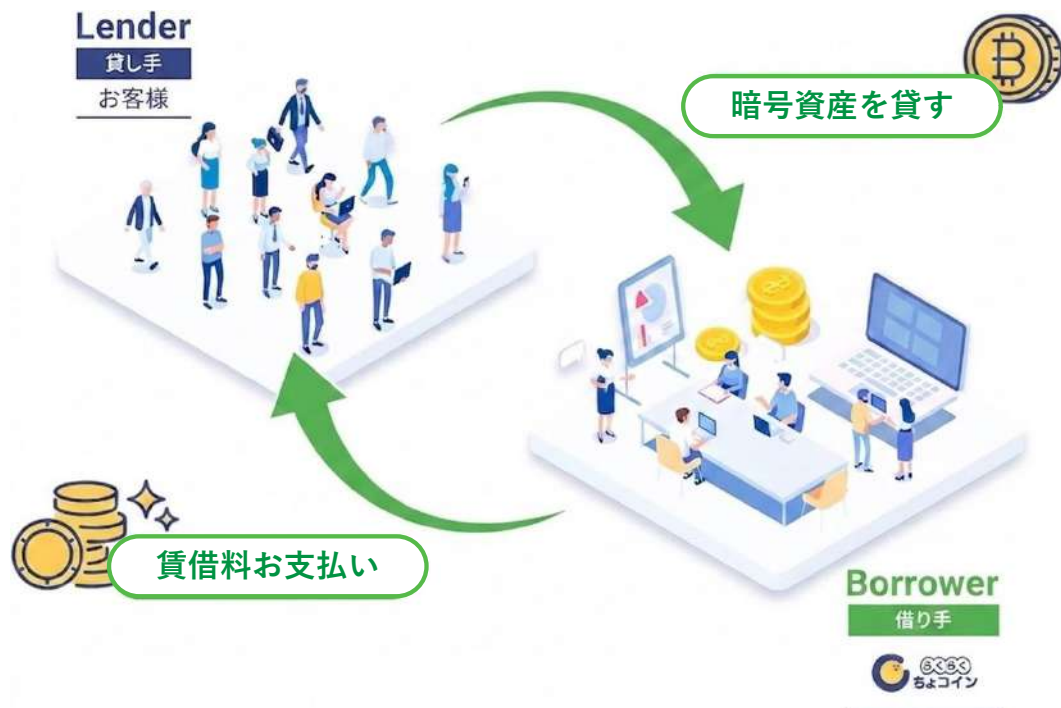 Lender
貸し手
お客様
暗号資産を貸す
賃借料お支払い
Borrower
借り手
らくらく
ちょコイン